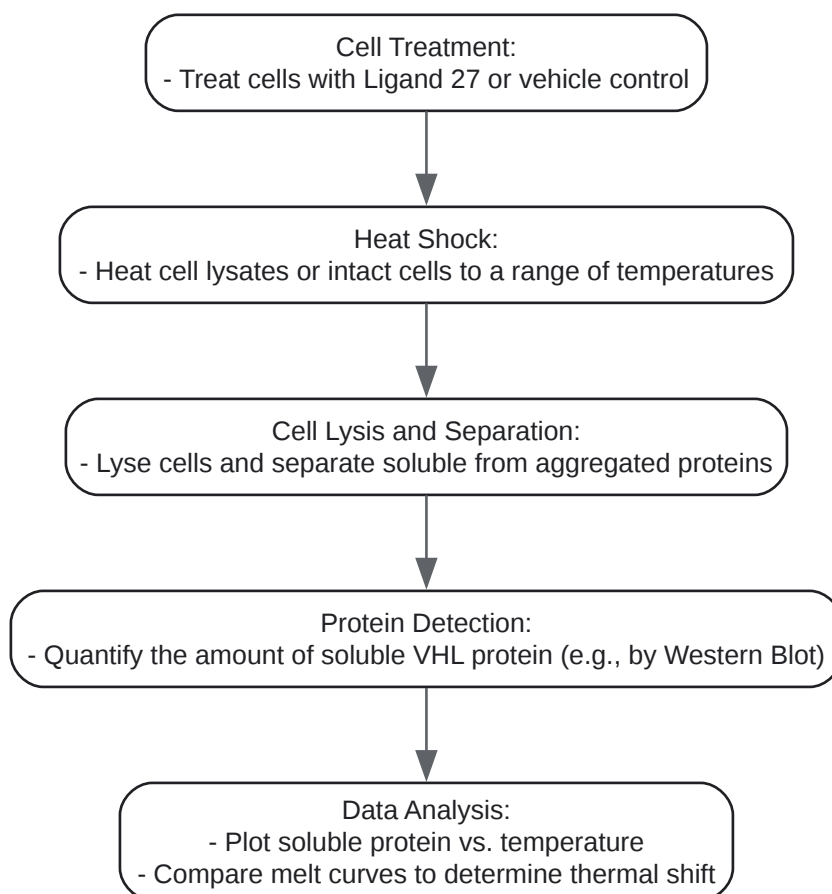 Cell Treatment:
- Treat cells with Ligand 27 or vehicle control
Heat Shock:
- Heat cell lysates or intact cells to a range of temperatures
Cell Lysis and Separation:
- Lyse cells and separate soluble from aggregated proteins
Protein Detection:
- Quantify the amount of soluble VHL protein (e.g., by Western Blot)
Data Analysis:
- Plot soluble protein vs. temperature
- Compare melt curves to determine thermal shift